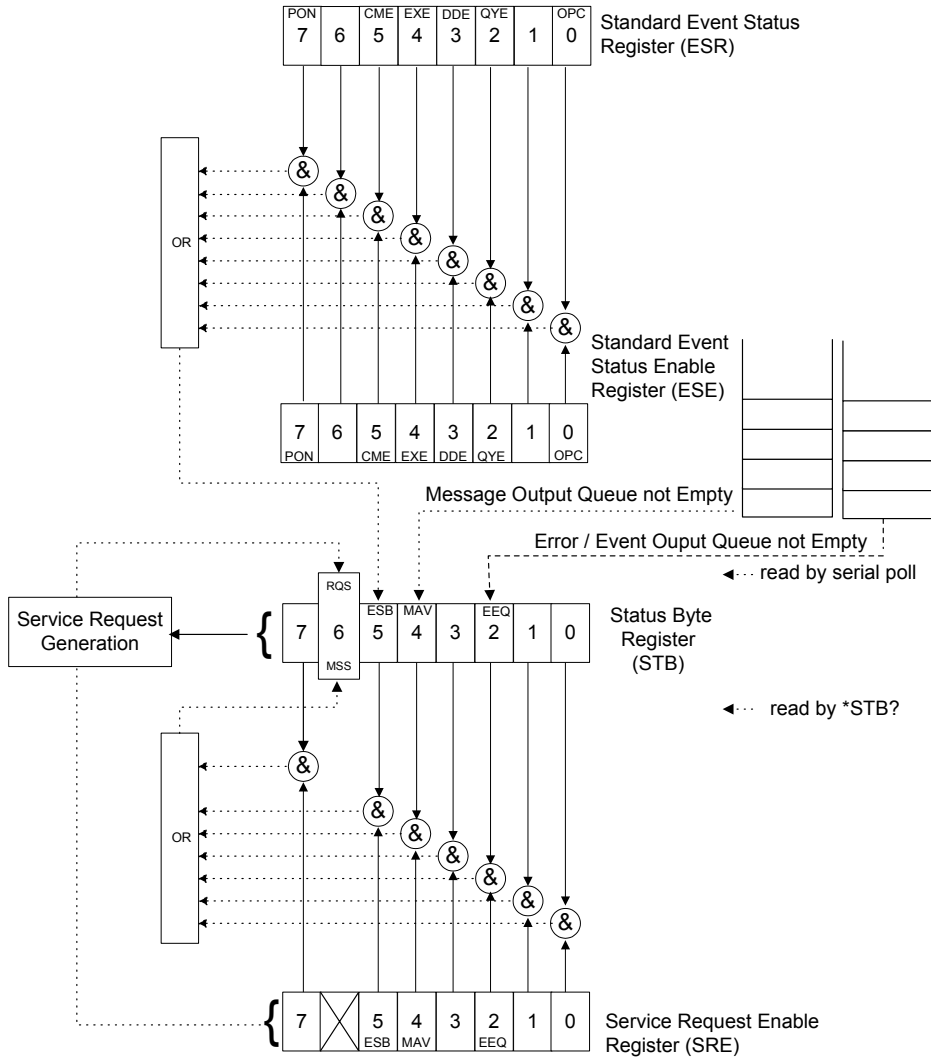 PON CME EXE DDE QYE OPC
7 6 5 4 3 2 1 0
Standard Event Status
Register (ESR)
&
&
&
&
&
&
&
&
OR
Standard Event
Status Enable
Register (ESE)
7 6 5 4 3 2 1 0
PON CME EXE DDE QYE OPC
Message Output Queue not Empty
Error / Event Ouput Queue not Empty
read by serial poll
RQS
ESB MAV EEQ
7 6 5 4 3 2 1 0
MSS
Status Byte
Register
(STB)
Service Request
Generation
{
read by *STB?
&
&
&
&
&
&
&
OR
{
7 5 4 3 2 1 0
ESB MAV EEQ
Service Request Enable
Register (SRE)